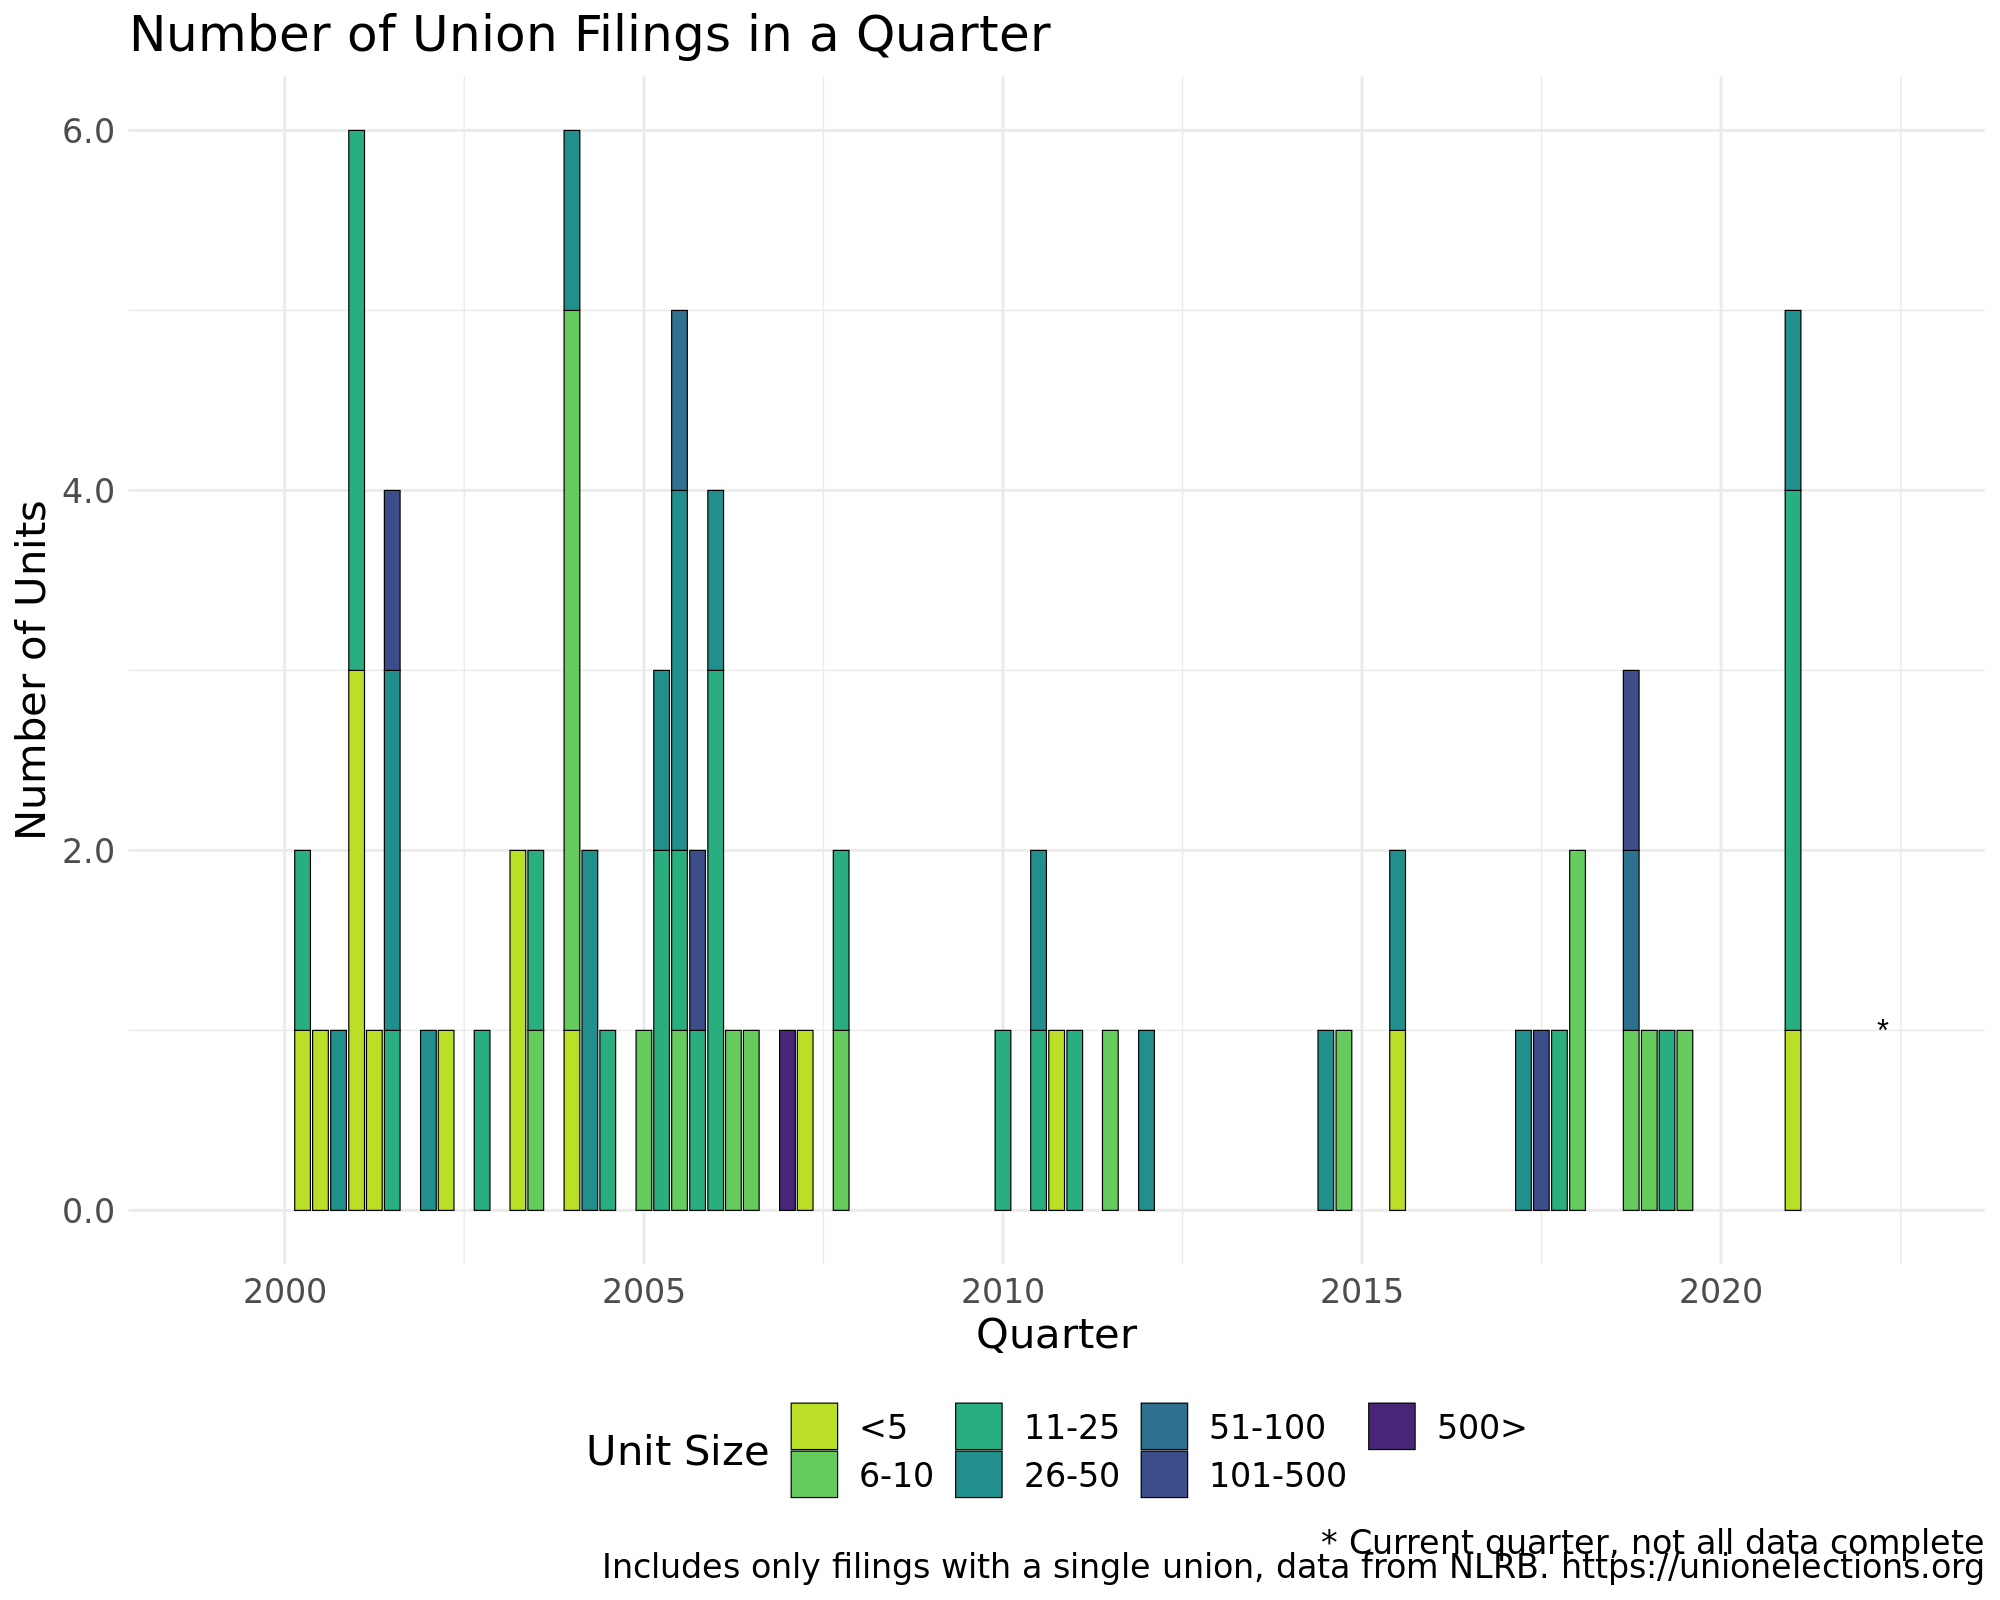 Number of Union Filings in a Quarter
Number of Units
6.0
4.0
2.0
0.0
*
2000 2005 2010 2015 2020
Quarter
Unit Size
<5 11-25 51-100 500>
6-10 26-50 101-500
* Current quarter, not all data complete
Includes only filings with a single union, data from NLRB. https://unionelections.org